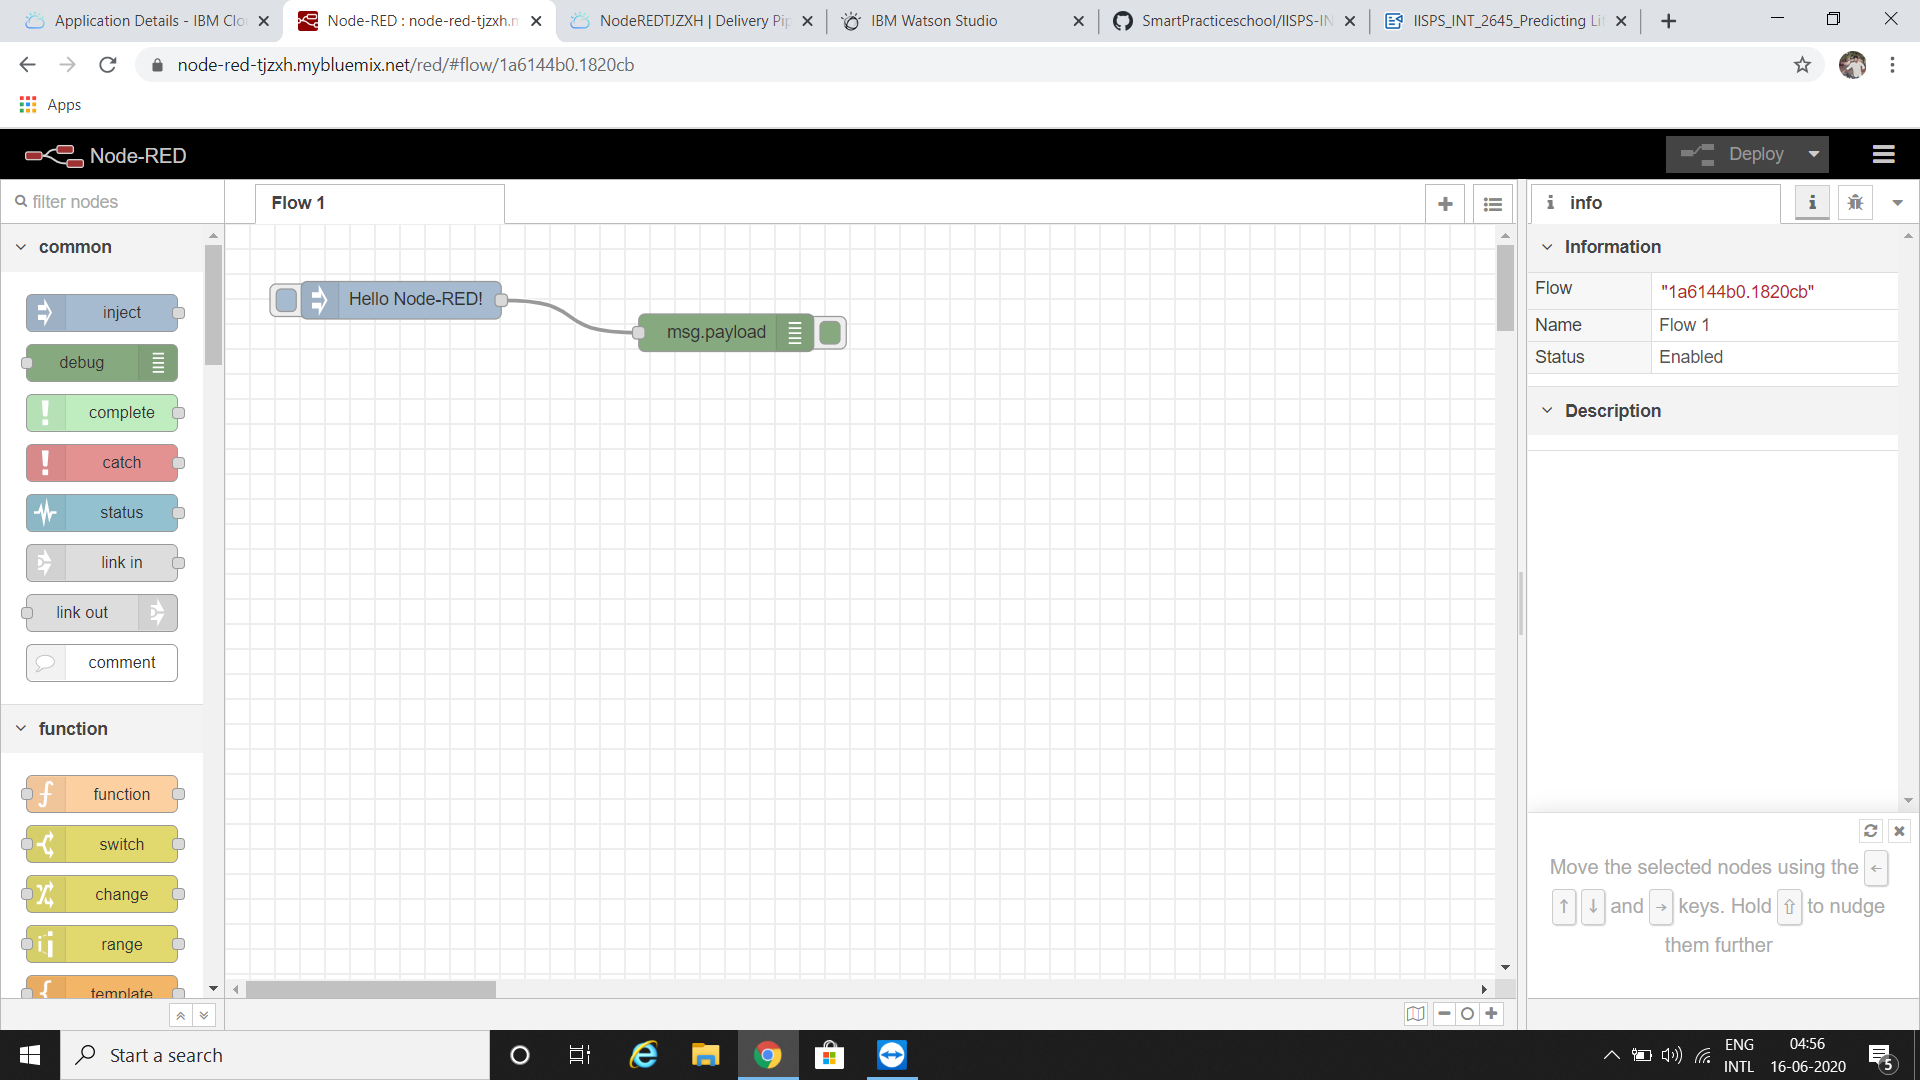 Application Details - IBM Clo
Node-RED : node-red-tjzxh.m
NodeREDTJZXH | Delivery Pip
IBM Watson Studio
SmartPracticeschool/IISPS-IN
IISPS_INT_2645_Predicting Lif
node-red-tjzxh.mybluemix.net/red/#flow/1a6144b0.1820cb
Apps
Node-RED
Deploy
filter nodes
Flow 1
info
common
inject
debug
complete
catch
status
link in
link out
comment
function
function
switch
change
range
template
Hello Node-RED!
msg.payload
Information
Flow "1a6144b0.1820cb"
Name Flow 1
Status Enabled
Description
Move the selected nodes using the ←
↑ ↓ and → keys. Hold ⇧ to nudge
them further
Start a search
ENG
INTL
04:56
16-06-2020
5